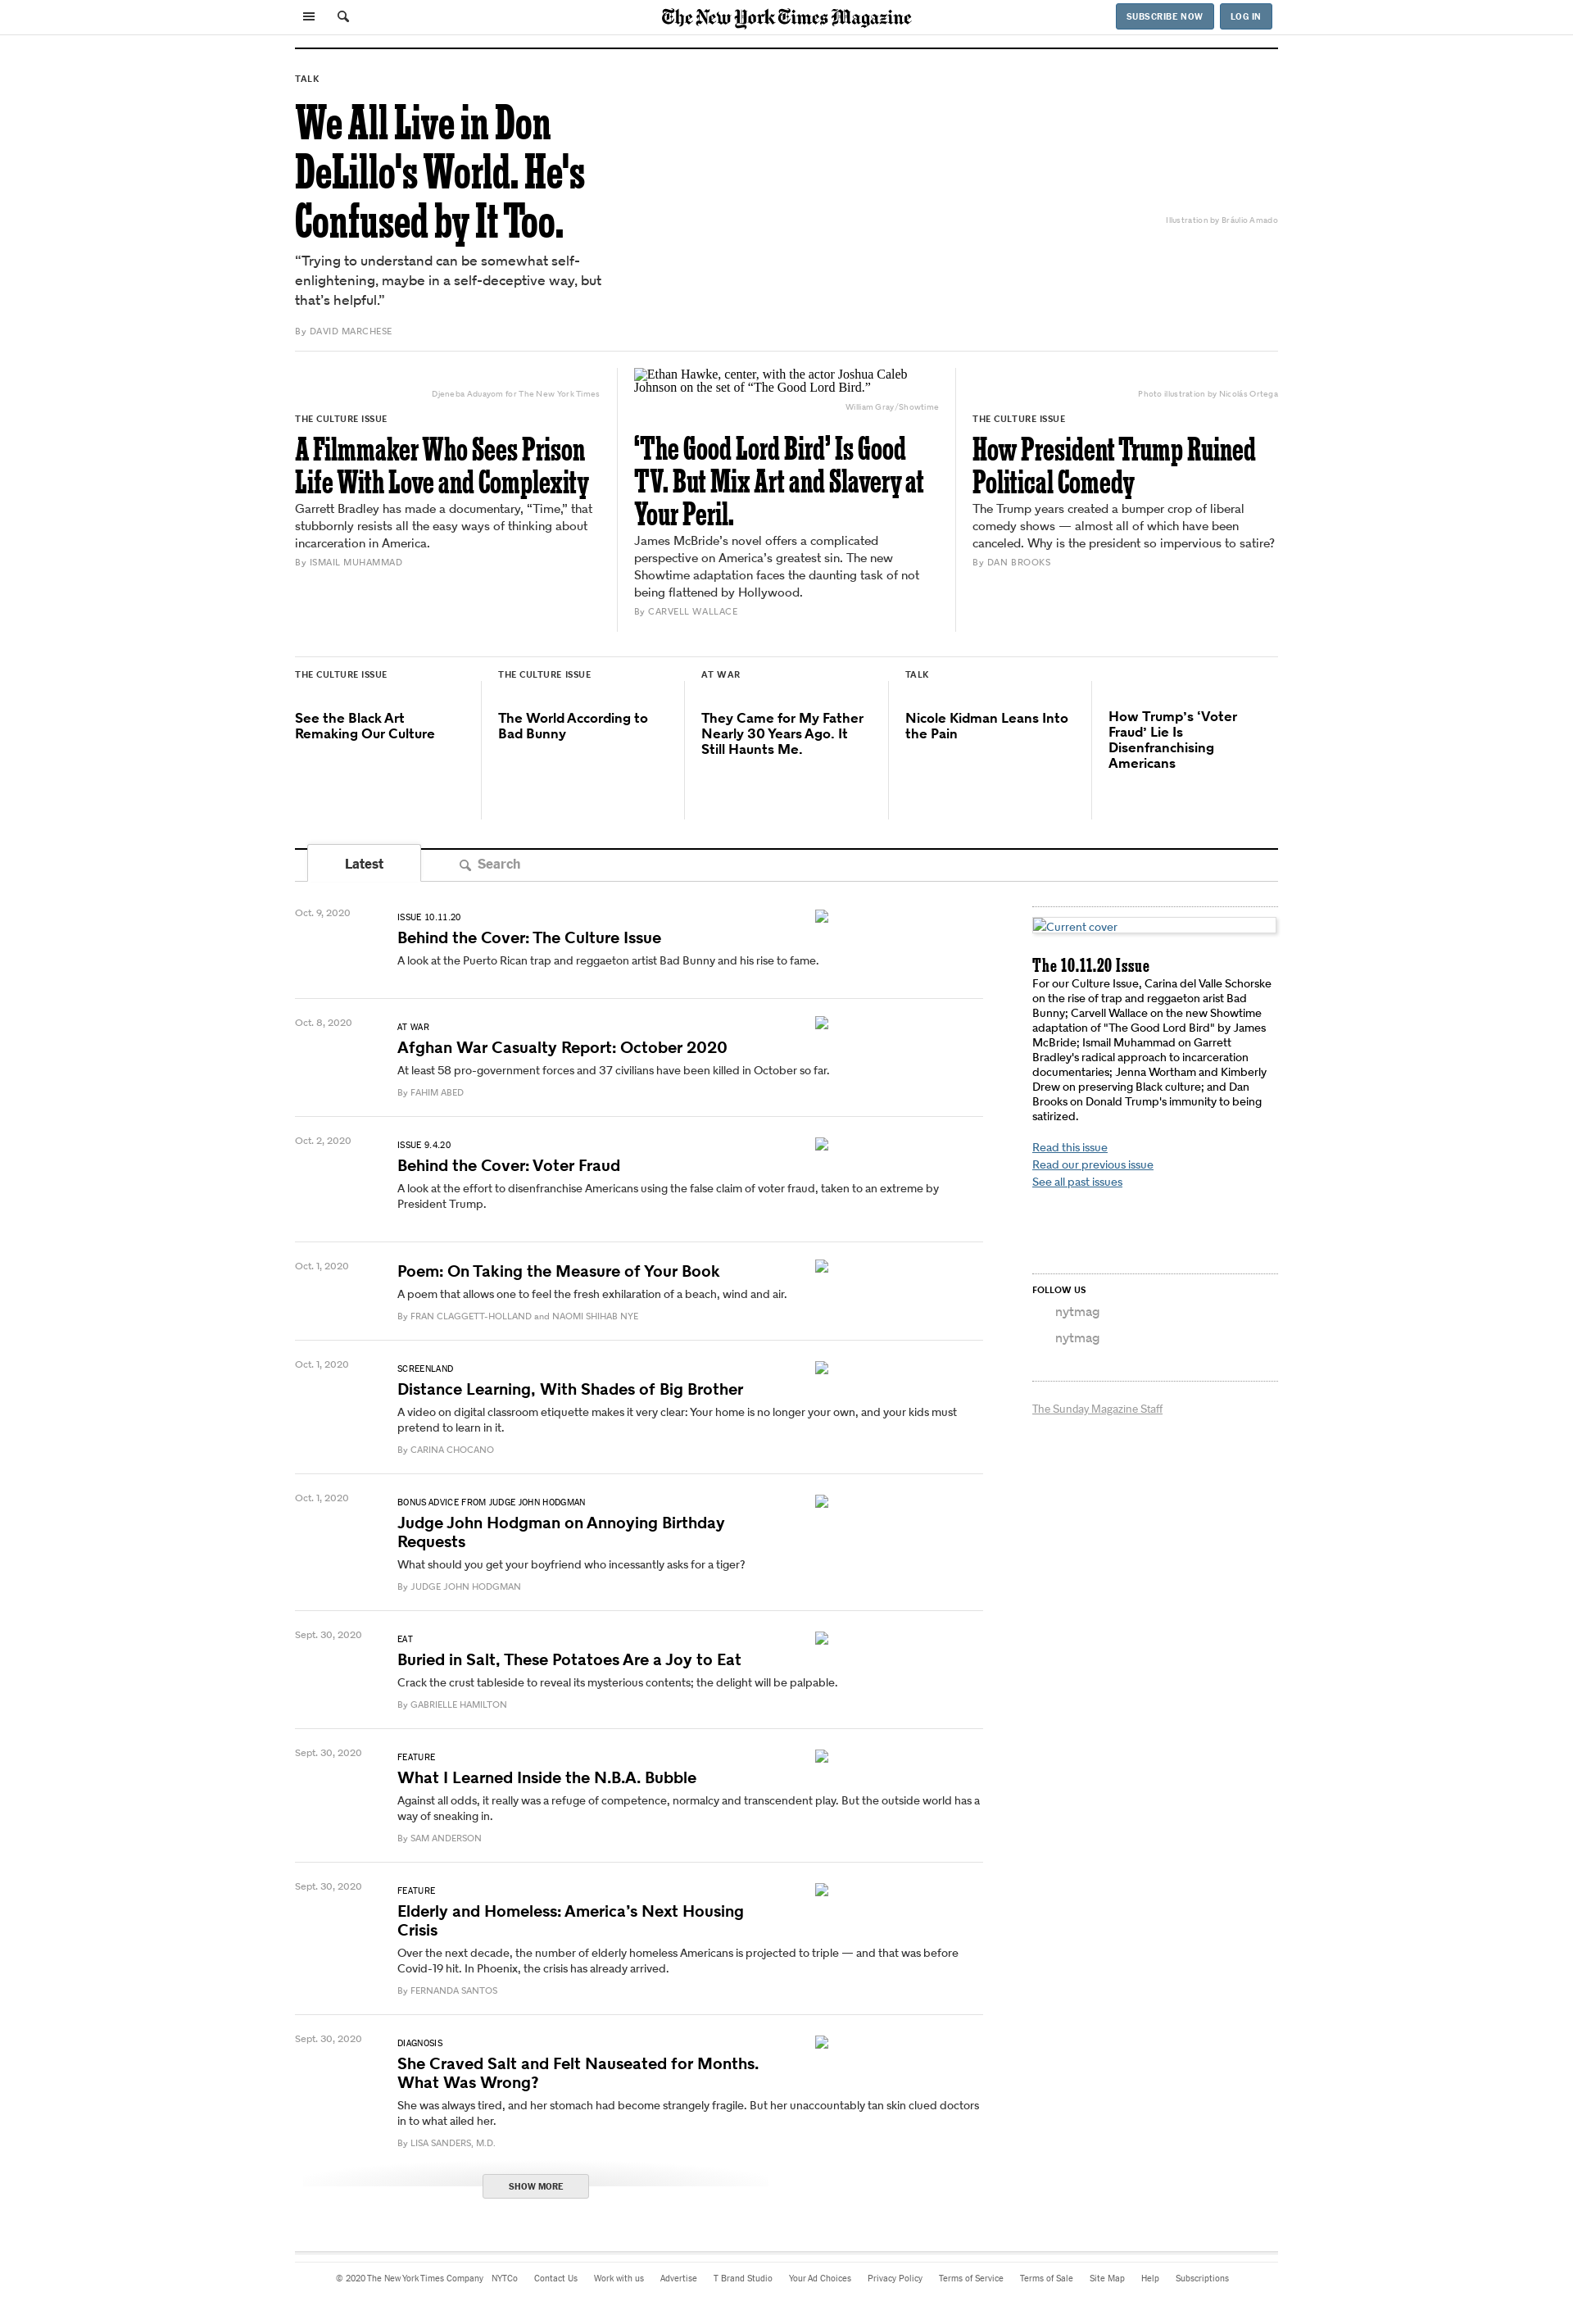 The New York Times Magazine
SUBSCRIBE NOW
LOG IN
TALK
We All Live in Don
DeLillo's World. He's
Confused by It Too.
“Trying to understand can be somewhat self-
enlightening, maybe in a self-deceptive way, but
that’s helpful.”
By DAVID MARCHESE
Illustration by Bráulio Amado
Djeneba Aduayom for The New York Times
THE CULTURE ISSUE
A Filmmaker Who Sees Prison
Life With Love and Complexity
Garrett Bradley has made a documentary, “Time,” that
stubbornly resists all the easy ways of thinking about
incarceration in America.
By ISMAIL MUHAMMAD
Ethan Hawke, center, with the actor Joshua Caleb
Johnson on the set of “The Good Lord Bird.”
William Gray/Showtime
‘The Good Lord Bird’ Is Good
TV. But Mix Art and Slavery at
Your Peril.
James McBride’s novel offers a complicated
perspective on America’s greatest sin. The new
Showtime adaptation faces the daunting task of not
being flattened by Hollywood.
By CARVELL WALLACE
Photo illustration by Nicolás Ortega
THE CULTURE ISSUE
How President Trump Ruined
Political Comedy
The Trump years created a bumper crop of liberal
comedy shows — almost all of which have been
canceled. Why is the president so impervious to satire?
By DAN BROOKS
THE CULTURE ISSUE
See the Black Art
Remaking Our Culture
THE CULTURE ISSUE
The World According to
Bad Bunny
AT WAR
They Came for My Father
Nearly 30 Years Ago. It
Still Haunts Me.
TALK
Nicole Kidman Leans Into
the Pain
How Trump’s ‘Voter
Fraud’ Lie Is
Disenfranchising
Americans
Latest
Search
Oct. 9, 2020
ISSUE 10.11.20
Behind the Cover: The Culture Issue
A look at the Puerto Rican trap and reggaeton artist Bad Bunny and his rise to fame.
Oct. 8, 2020
AT WAR
Afghan War Casualty Report: October 2020
At least 58 pro-government forces and 37 civilians have been killed in October so far.
By FAHIM ABED
Oct. 2, 2020
ISSUE 9.4.20
Behind the Cover: Voter Fraud
A look at the effort to disenfranchise Americans using the false claim of voter fraud, taken to an extreme by
President Trump.
Oct. 1, 2020
Poem: On Taking the Measure of Your Book
A poem that allows one to feel the fresh exhilaration of a beach, wind and air.
By FRAN CLAGGETT-HOLLAND and NAOMI SHIHAB NYE
Oct. 1, 2020
SCREENLAND
Distance Learning, With Shades of Big Brother
A video on digital classroom etiquette makes it very clear: Your home is no longer your own, and your kids must
pretend to learn in it.
By CARINA CHOCANO
Oct. 1, 2020
BONUS ADVICE FROM JUDGE JOHN HODGMAN
Judge John Hodgman on Annoying Birthday
Requests
What should you get your boyfriend who incessantly asks for a tiger?
By JUDGE JOHN HODGMAN
Sept. 30, 2020
EAT
Buried in Salt, These Potatoes Are a Joy to Eat
Crack the crust tableside to reveal its mysterious contents; the delight will be palpable.
By GABRIELLE HAMILTON
Sept. 30, 2020
FEATURE
What I Learned Inside the N.B.A. Bubble
Against all odds, it really was a refuge of competence, normalcy and transcendent play. But the outside world has a
way of sneaking in.
By SAM ANDERSON
Sept. 30, 2020
FEATURE
Elderly and Homeless: America’s Next Housing
Crisis
Over the next decade, the number of elderly homeless Americans is projected to triple — and that was before
Covid-19 hit. In Phoenix, the crisis has already arrived.
By FERNANDA SANTOS
Sept. 30, 2020
DIAGNOSIS
She Craved Salt and Felt Nauseated for Months.
What Was Wrong?
She was always tired, and her stomach had become strangely fragile. But her unaccountably tan skin clued doctors
in to what ailed her.
By LISA SANDERS, M.D.
SHOW MORE
Current cover
The 10.11.20 Issue
For our Culture Issue, Carina del Valle Schorske
on the rise of trap and reggaeton arist Bad
Bunny; Carvell Wallace on the new Showtime
adaptation of "The Good Lord Bird" by James
McBride; Ismail Muhammad on Garrett
Bradley's radical approach to incarceration
documentaries; Jenna Wortham and Kimberly
Drew on preserving Black culture; and Dan
Brooks on Donald Trump's immunity to being
satirized.
Read this issue
Read our previous issue
See all past issues
FOLLOW US
nytmag
nytmag
The Sunday Magazine Staff
© 2020 The New York Times Company NYTCo Contact Us Work with us Advertise T Brand Studio Your Ad Choices Privacy Policy Terms of Service Terms of Sale Site Map Help Subscriptions